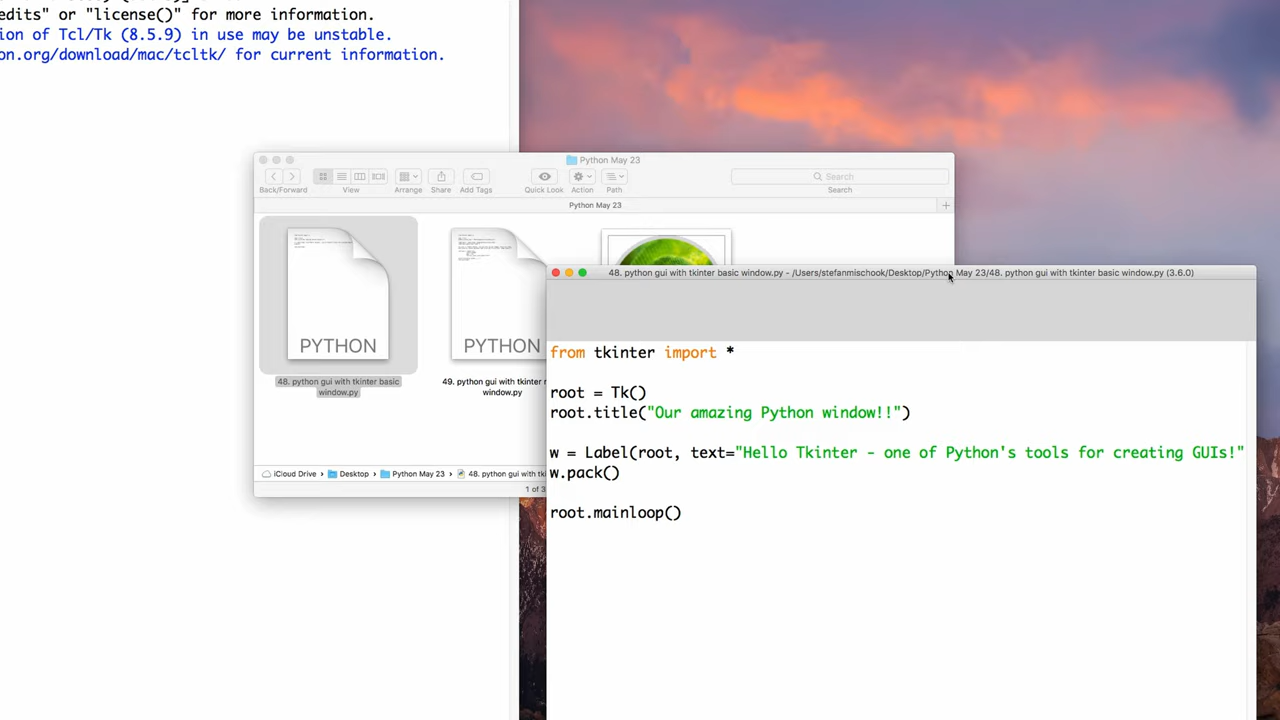 edits" or "license()" for more information.
ion of Tcl/Tk (8.5.9) in use may be unstable.
on.org/download/mac/tcltk/ for current information.
Python May 23
Search
Back/Forward
View
Arrange
Share
Add Tags
Quick Look
Action
Path
Search
Python May 23
PYTHON
PYTHON
48. python gui with tkinter basic
window.py
49. python gui with tkinter
window.py
iCloud Drive
Desktop
Python May 23
48. python gui with
1 of 3
48. python gui with tkinter basic window.py - /Users/stefanmischook/Desktop/Python May 23/48. python gui with tkinter basic window.py (3.6.0)
from tkinter import *
root = Tk()
root.title("Our amazing Python window!!")
w = Label(root, text="Hello Tkinter - one of Python's tools for creating GUIs!"
w.pack()
root.mainloop()